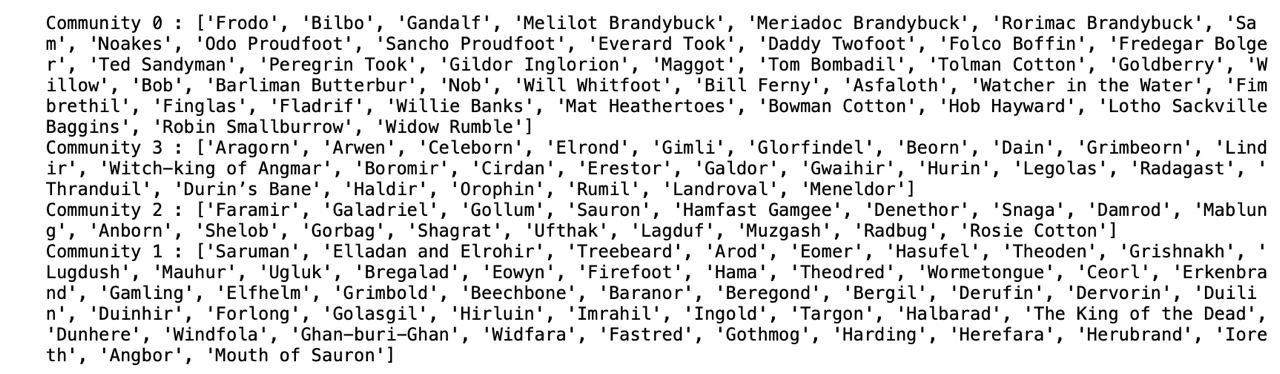 Community 0 : ['Frodo', 'Bilbo', 'Gandalf', 'Melilot Brandybuck', 'Meriadoc Brandybuck', 'Rorimac Brandybuck', 'Sa
m', 'Noakes', 'Odo Proudfoot', 'Sancho Proudfoot', 'Everard Took', 'Daddy Twofoot', 'Folco Boffin', 'Fredegar Bolge
r', 'Ted Sandyman', 'Peregrin Took', 'Gildor Inglorion', 'Maggot', 'Tom Bombadil', 'Tolman Cotton', 'Goldberry', 'W
illow', 'Bob', 'Barliman Butterbur', 'Nob', 'Will Whitfoot', 'Bill Ferny', 'Asfaloth', 'Watcher in the Water', 'Fim
brethil', 'Finglas', 'Fladrif', 'Willie Banks', 'Mat Heathertoes', 'Bowman Cotton', 'Hob Hayward', 'Lotho Sackville
Baggins', 'Robin Smallburrow', 'Widow Rumble']
Community 3 : ['Aragorn', 'Arwen', 'Celeborn', 'Elrond', 'Gimli', 'Glorfindel', 'Beorn', 'Dain', 'Grimbeorn', 'Lind
ir', 'Witch-king of Angmar', 'Boromir', 'Cirdan', 'Erestor', 'Galdor', 'Gwaihir', 'Hurin', 'Legolas', 'Radagast', '
Thranduil', 'Durin’s Bane', 'Haldir', 'Orophin', 'Rumil', 'Landroval', 'Meneldor']
Community 2 : ['Faramir', 'Galadriel', 'Gollum', 'Sauron', 'Hamfast Gamgee', 'Denethor', 'Snaga', 'Damrod', 'Mablun
g', 'Anborn', 'Shelob', 'Gorbag', 'Shagrat', 'Ufthak', 'Lagduf', 'Muzgash', 'Radbug', 'Rosie Cotton']
Community 1 : ['Saruman', 'Elladan and Elrohir', 'Treebeard', 'Arod', 'Eomer', 'Hasufel', 'Theoden', 'Grishnakh', '
Lugdush', 'Mauhur', 'Ugluk', 'Bregalad', 'Eowyn', 'Firefoot', 'Hama', 'Theodred', 'Wormetongue', 'Ceorl', 'Erkenbra
nd', 'Gamling', 'Elfhelm', 'Grimbold', 'Beechbone', 'Baranor', 'Beregond', 'Bergil', 'Derufin', 'Dervorin', 'Duili
n', 'Duinhir', 'Forlong', 'Golasgil', 'Hirluin', 'Imrahil', 'Ingold', 'Targon', 'Halbarad', 'The King of the Dead',
'Dunhere', 'Windfola', 'Ghan-buri-Ghan', 'Widfara', 'Fastred', 'Gothmog', 'Harding', 'Herefara', 'Herubrand', 'Iore
th', 'Angbor', 'Mouth of Sauron']